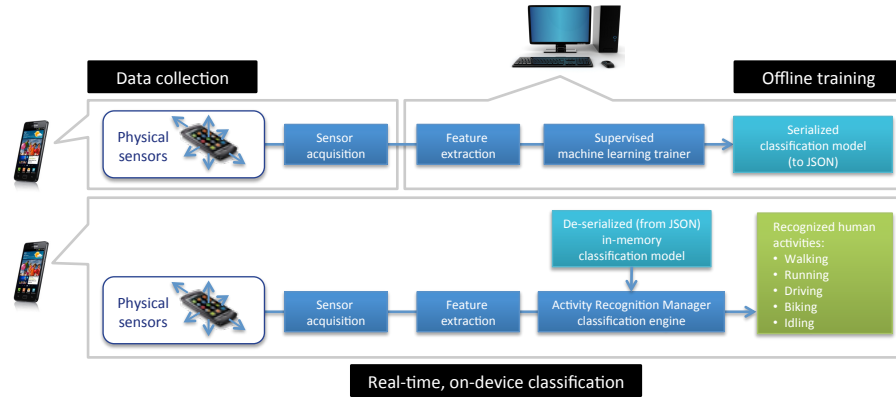 Data collection
Offline training
Physical
sensors
Sensor
acquisition
Feature
extraction
Supervised
machine learning trainer
Serialized
classification model
(to JSON)
De-serialized (from JSON)
in-memory
classification model
Recognized human
activities:
• Walking
• Running
• Driving
• Biking
• Idling
Physical
sensors
Sensor
acquisition
Feature
extraction
Activity Recognition Manager
classification engine
Real-time, on-device classification